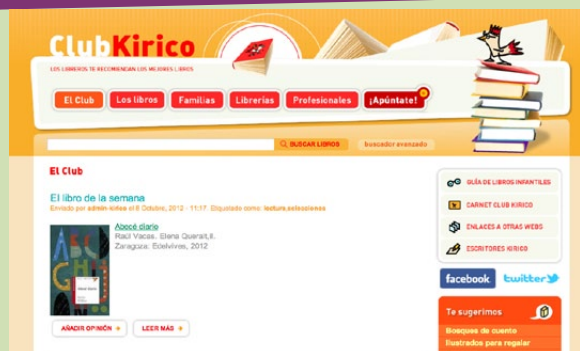 ClubKirico
LOS LIBREROS TE RECOMIENDAN LOS MEJORES LIBROS
El Club
Los libros
Familias
Librerías
Profesionales
¡Apúntate!
BUSCAR LIBROS
buscador avanzado
El Club
El libro de la semana
Enviado por admin-kirico el 8 Octubre, 2012 - 11:17. Etiquetado como: lectura,selecciones
Abecé diario
Raúl Vacas, Elena Queralt,il.
Zaragoza: Edelvives, 2012
AÑADIR OPINIÓN
LEER MÁS
GUÍA DE LIBROS INFANTILES
CARNET CLUB KIRICO
ENLACES A OTRAS WEBS
ESCRITORES KIRICO
facebook
twitter
Te sugerimos
Bosques de cuento
Ilustrados para regalar